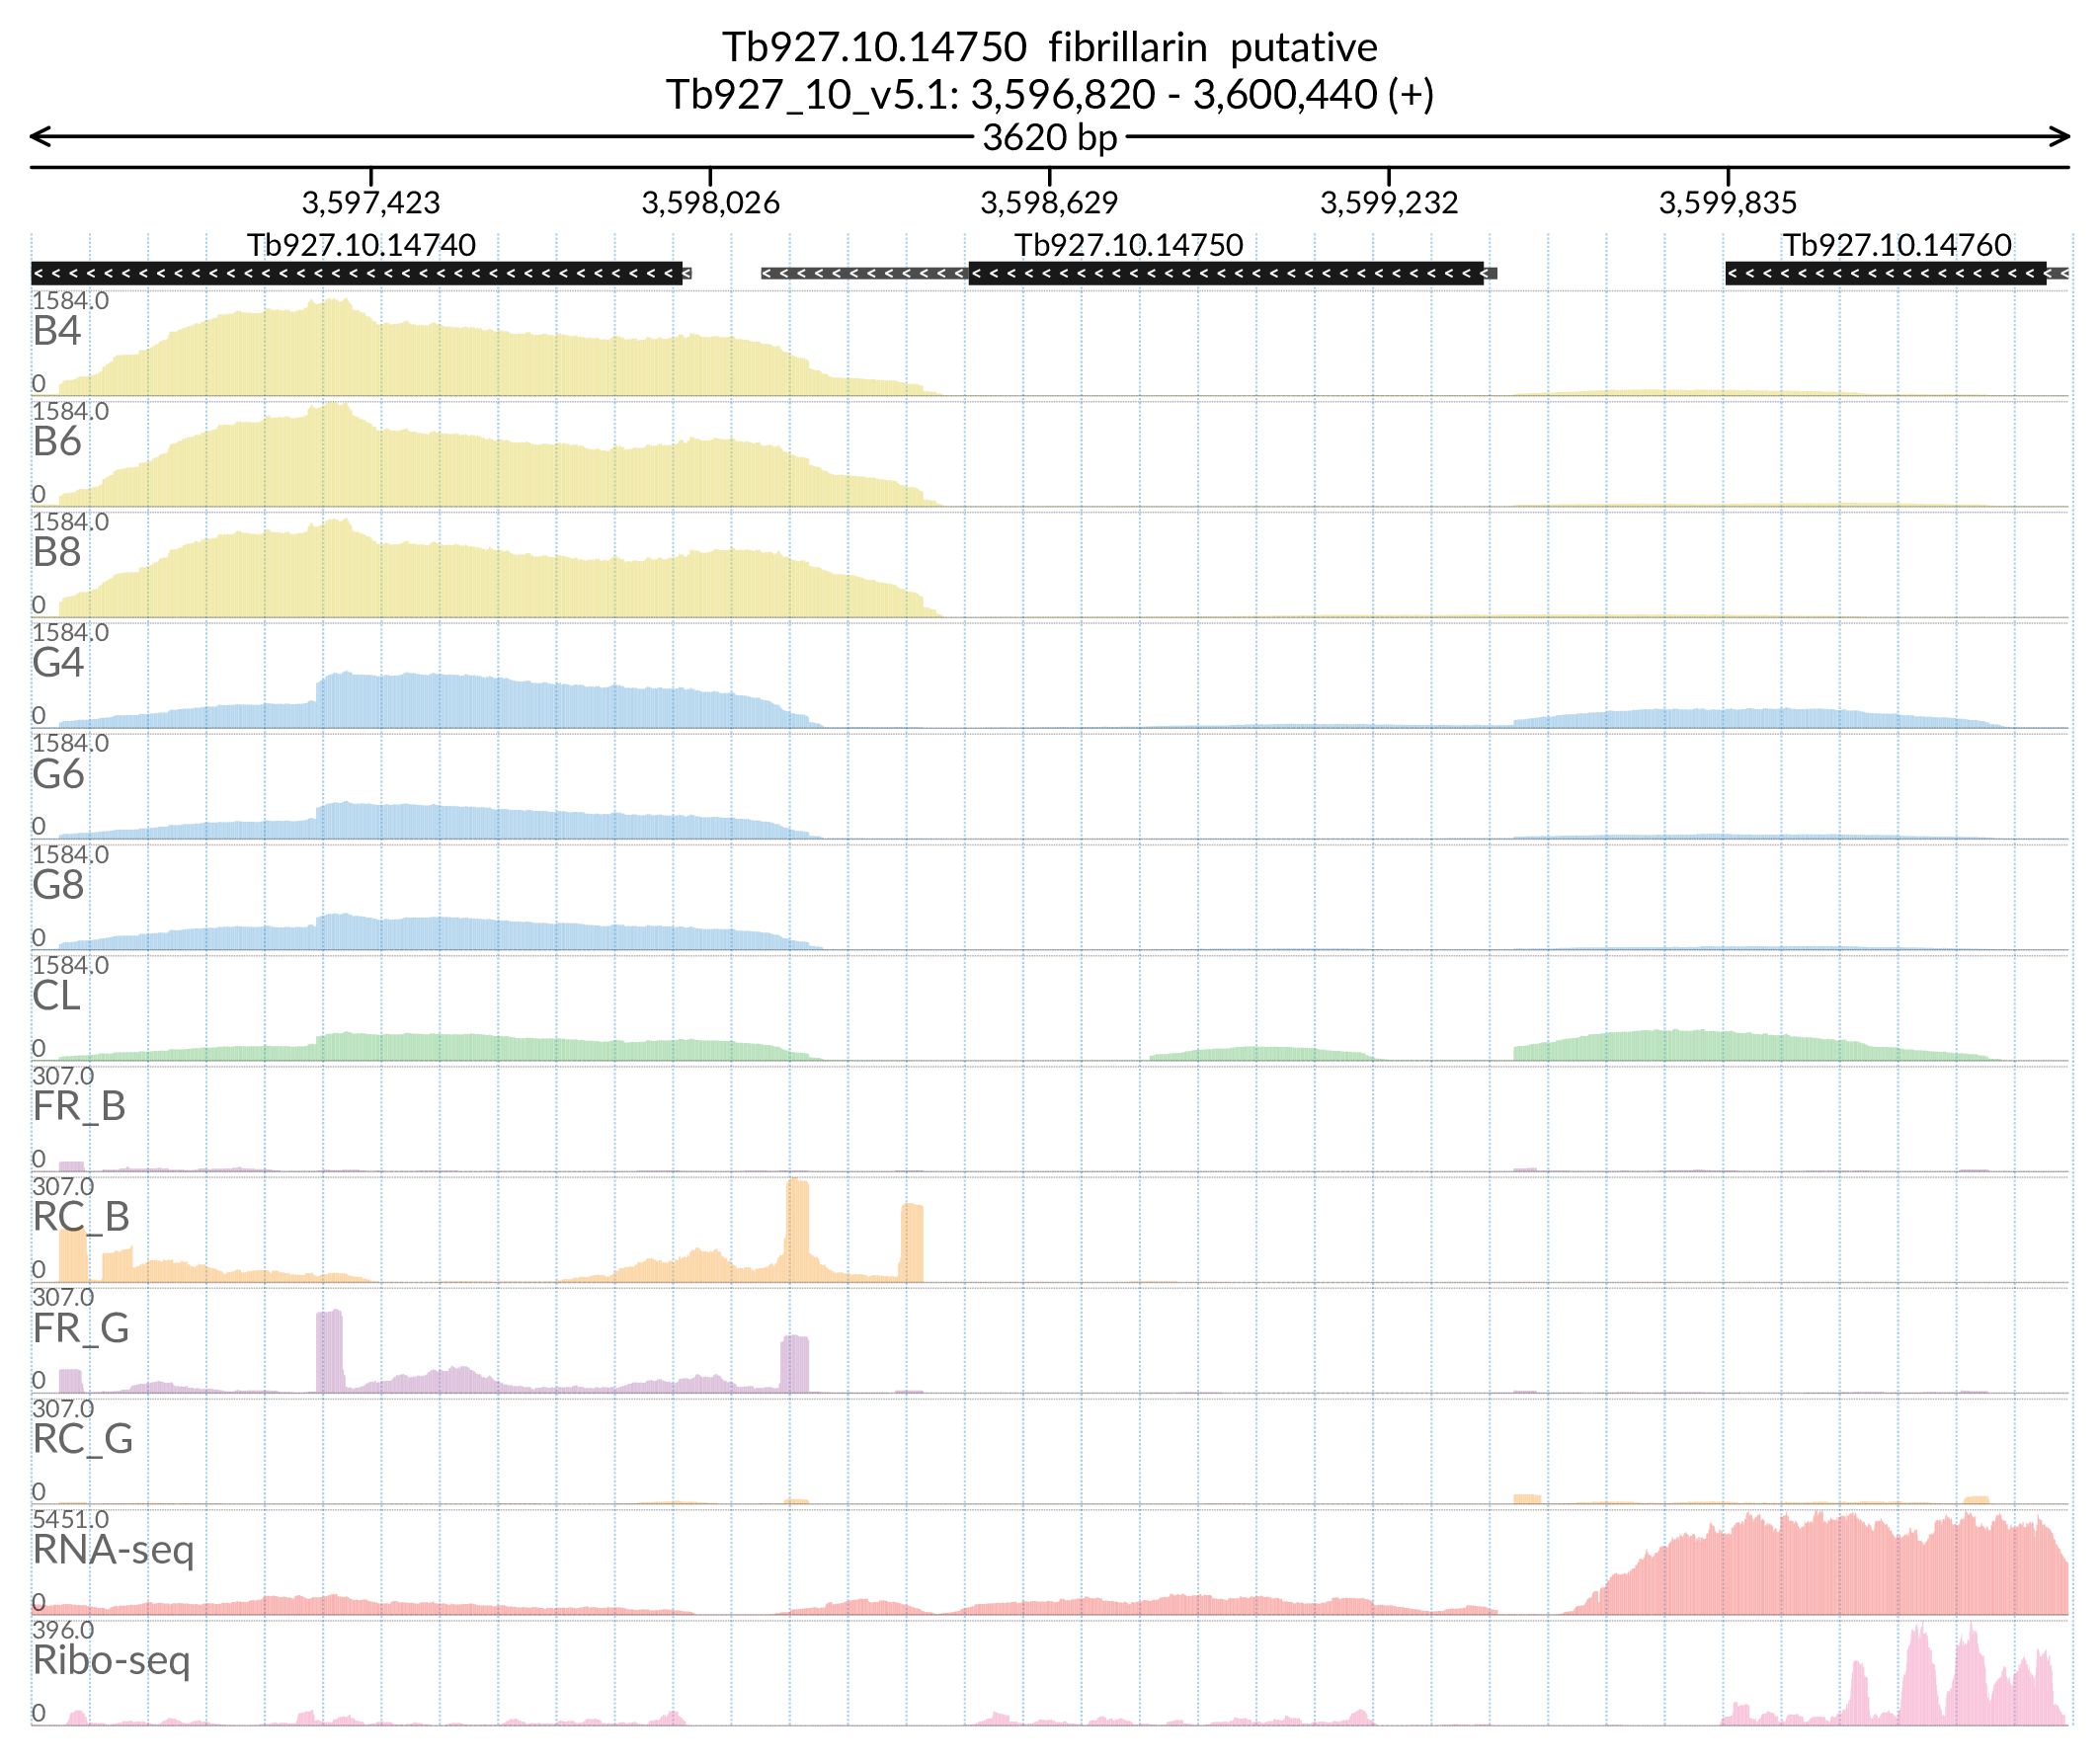 Tb927.10.14750 fibrillarin putative
Tb927_10_v5.1: 3,596,820 - 3,600,440 (+)
3620 bp
3,597,423 3,598,026 3,598,629 3,599,232 3,599,835
Tb927.10.14740 Tb927.10.14750 Tb927.10.14760
1584.0
B4
0
1584.0
B6
0
1584.0
B8
0
1584.0
G4
0
1584.0
G6
0
1584.0
G8
0
1584.0
CL
0
307.0
FR_B
0
307.0
RC_B
0
307.0
FR_G
0
307.0
RC_G
0
5451.0
RNA-seq
0
396.0
Ribo-seq
0